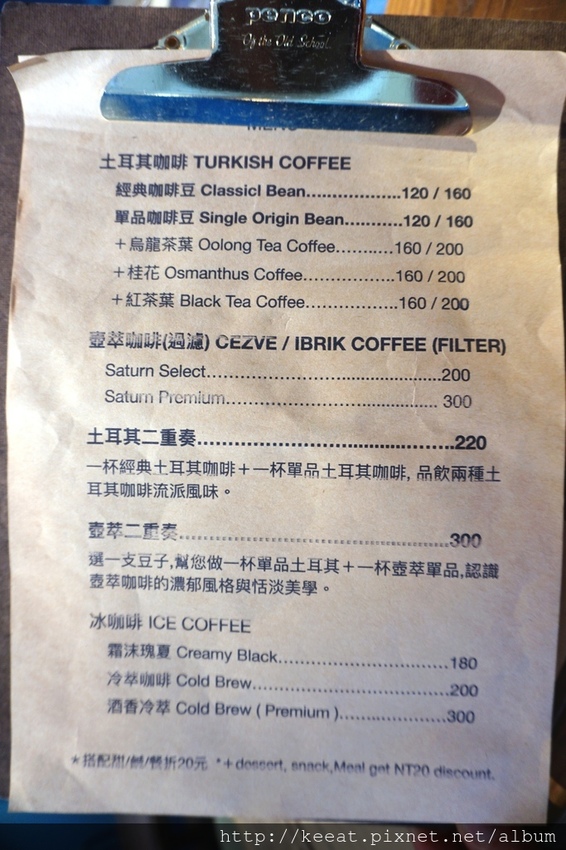 penco
Up the Old School
MENU
土耳其咖啡 TURKISH COFFEE
經典咖啡豆 Classicl Bean...................120 / 160
單品咖啡豆 Single Origin Bean............120 / 160
＋烏龍茶葉 Oolong Tea Coffee...........160 / 200
＋桂花 Osmanthus Coffee..................160 / 200
＋紅茶葉 Black Tea Coffee..................160 / 200
壺萃咖啡(過濾) CEZVE / IBRIK COFFEE (FILTER)
Saturn Select.............................................200
Saturn Premium......................................... 300
土耳其二重奏................................................220
一杯經典土耳其咖啡＋一杯單品土耳其咖啡, 品飲兩種土
耳其咖啡流派風味。
壺萃二重奏....................................................300
選一支豆子,幫您做一杯單品土耳其＋一杯壺萃單品,認識
壺萃咖啡的濃郁風格與恬淡美學。
冰咖啡 ICE COFFEE
霜沫瑰夏 Creamy Black................................180
冷萃咖啡 Cold Brew.....................................200
酒香冷萃 Cold Brew ( Premium )....................300
*搭配甜/鹹/餐折20元 *＋dessert, snack,Meal get NT20 discount.
http://keeat.pixnet.net/album